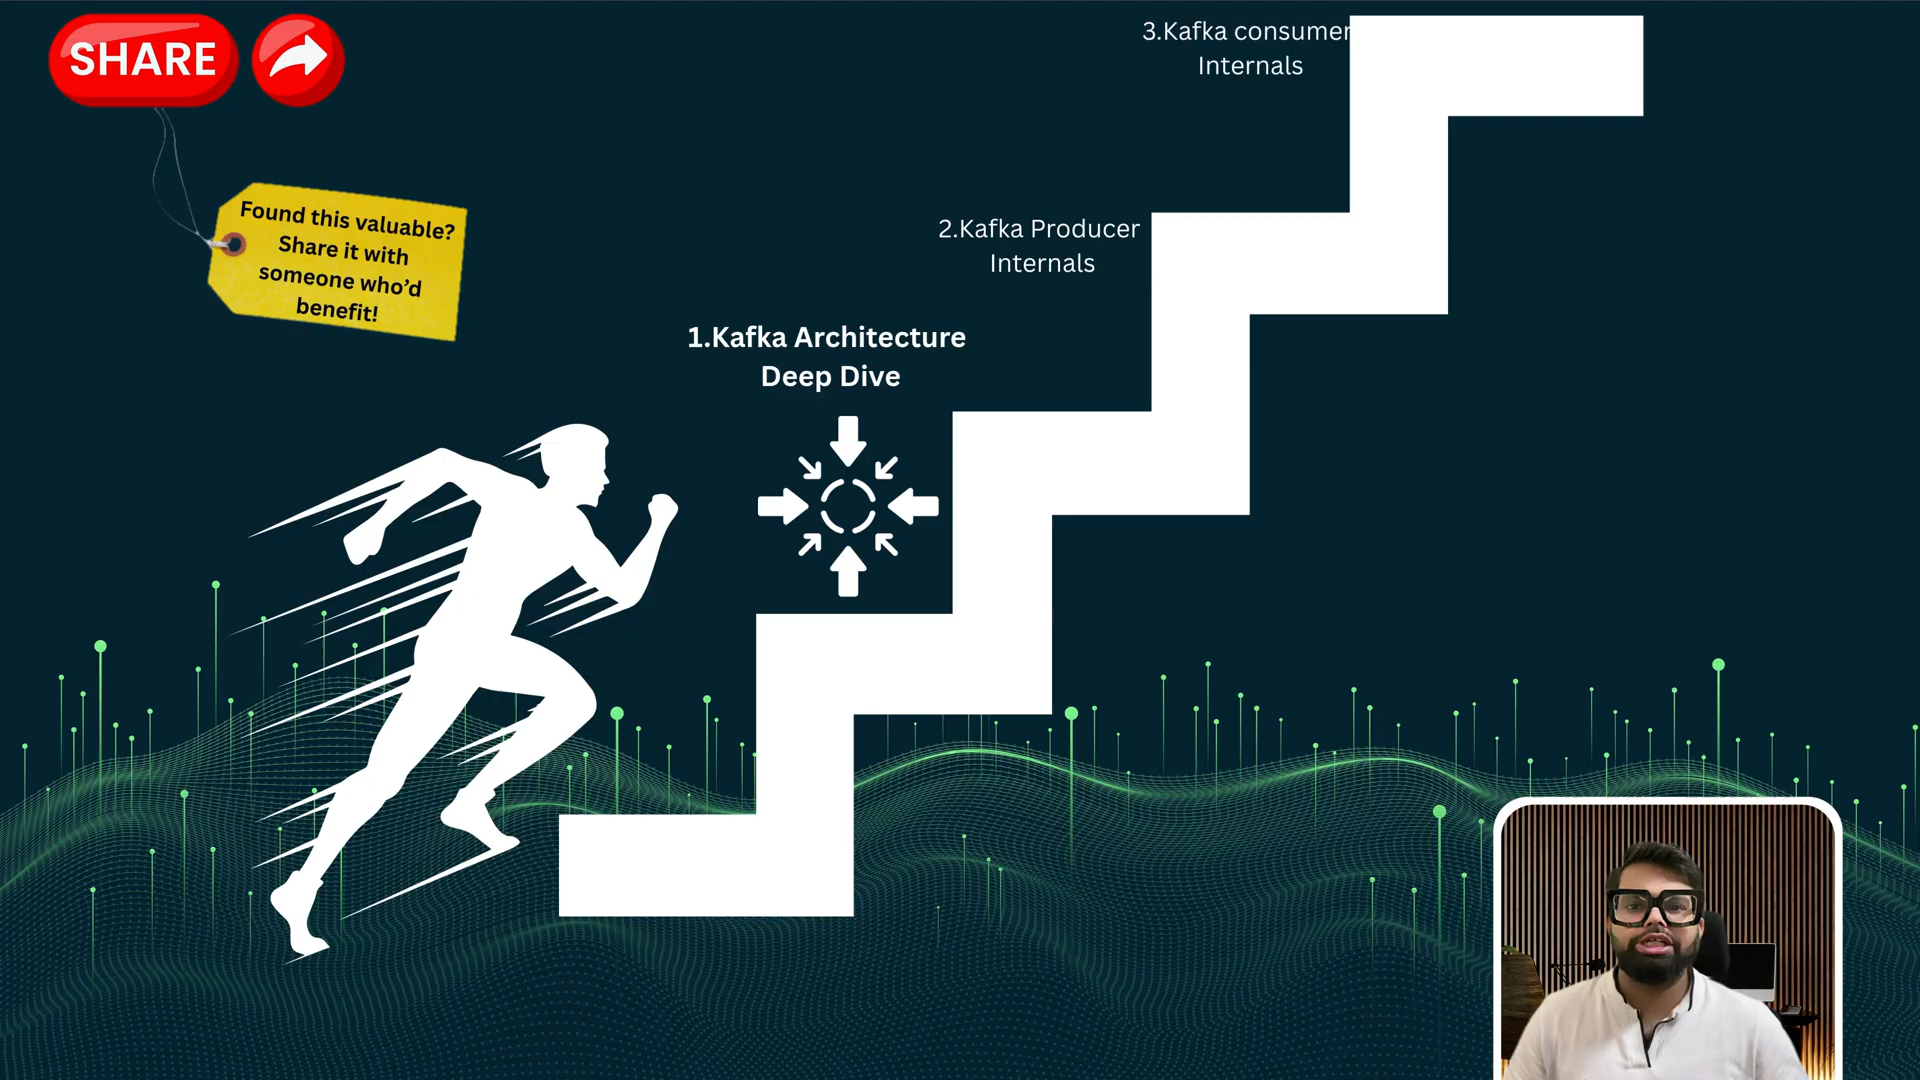 SHARE
Found this valuable?
Share it with
someone who’d
benefit!
3.Kafka consumer
Internals
2.Kafka Producer
Internals
1.Kafka Architecture
Deep Dive